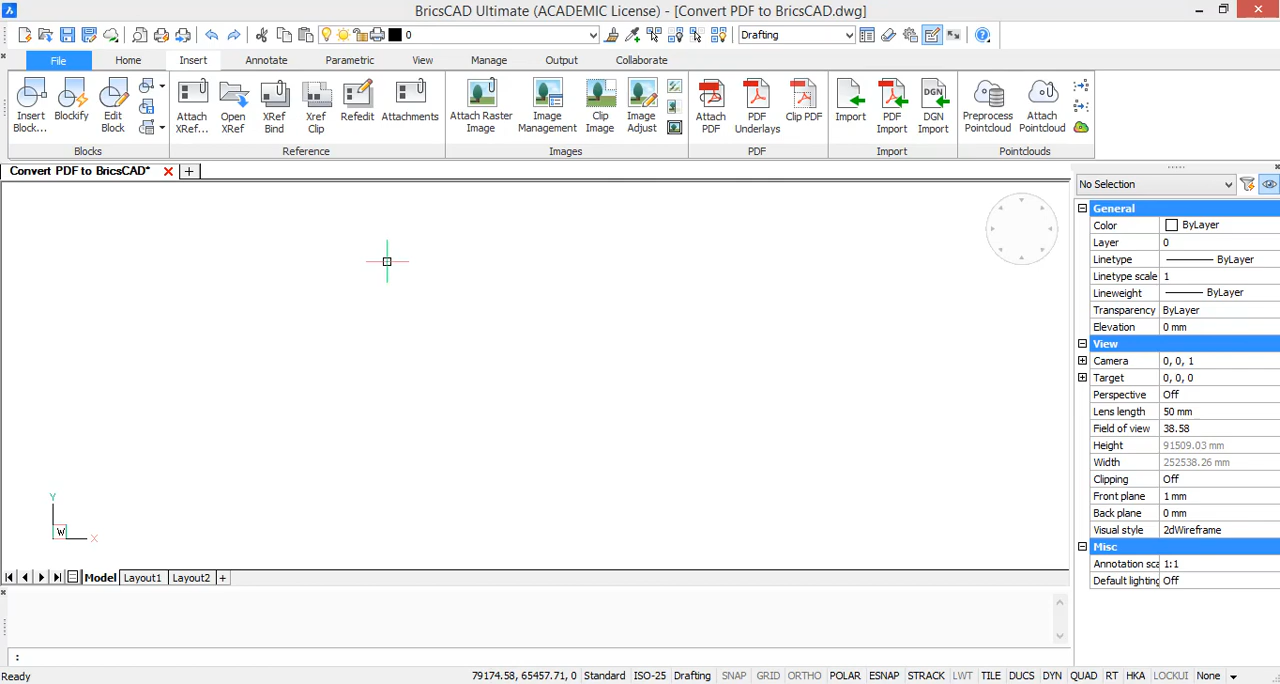 BricsCAD Ultimate (ACADEMIC License) - [Convert PDF to BricsCAD.dwg]
0 Drafting
File Home Insert Annotate Parametric View Manage Output Collaborate
Insert Block... Blockify Edit Block
Attach XRef... Open XRef XRef Bind Xref Clip Refedit Attachments
Attach Raster Image Image Management Clip Image Image Adjust
Attach PDF PDF Underlays Clip PDF
Import PDF Import DGN Import
Preprocess Pointcloud Attach Pointcloud
Blocks Reference Images PDF Import Pointclouds
Convert PDF to BricsCAD*
No Selection
General
Color ByLayer
Layer 0
Linetype ByLayer
Linetype scale 1
Lineweight ByLayer
Transparency ByLayer
Elevation 0 mm
View
Camera 0, 0, 1
Target 0, 0, 0
Perspective Off
Lens length 50 mm
Field of view 38.58
Height 91509.03 mm
Width 252538.26 mm
Clipping Off
Front plane 1 mm
Back plane 0 mm
Visual style 2dWireframe
Misc
Annotation sca 1:1
Default lighting Off
Y
W X
Model Layout1 Layout2 +
:
Ready 79174.58, 65457.71, 0 Standard ISO-25 Drafting SNAP GRID ORTHO POLAR ESNAP STRACK LWT TILE DUCS DYN QUAD RT HKA LOCKUI None